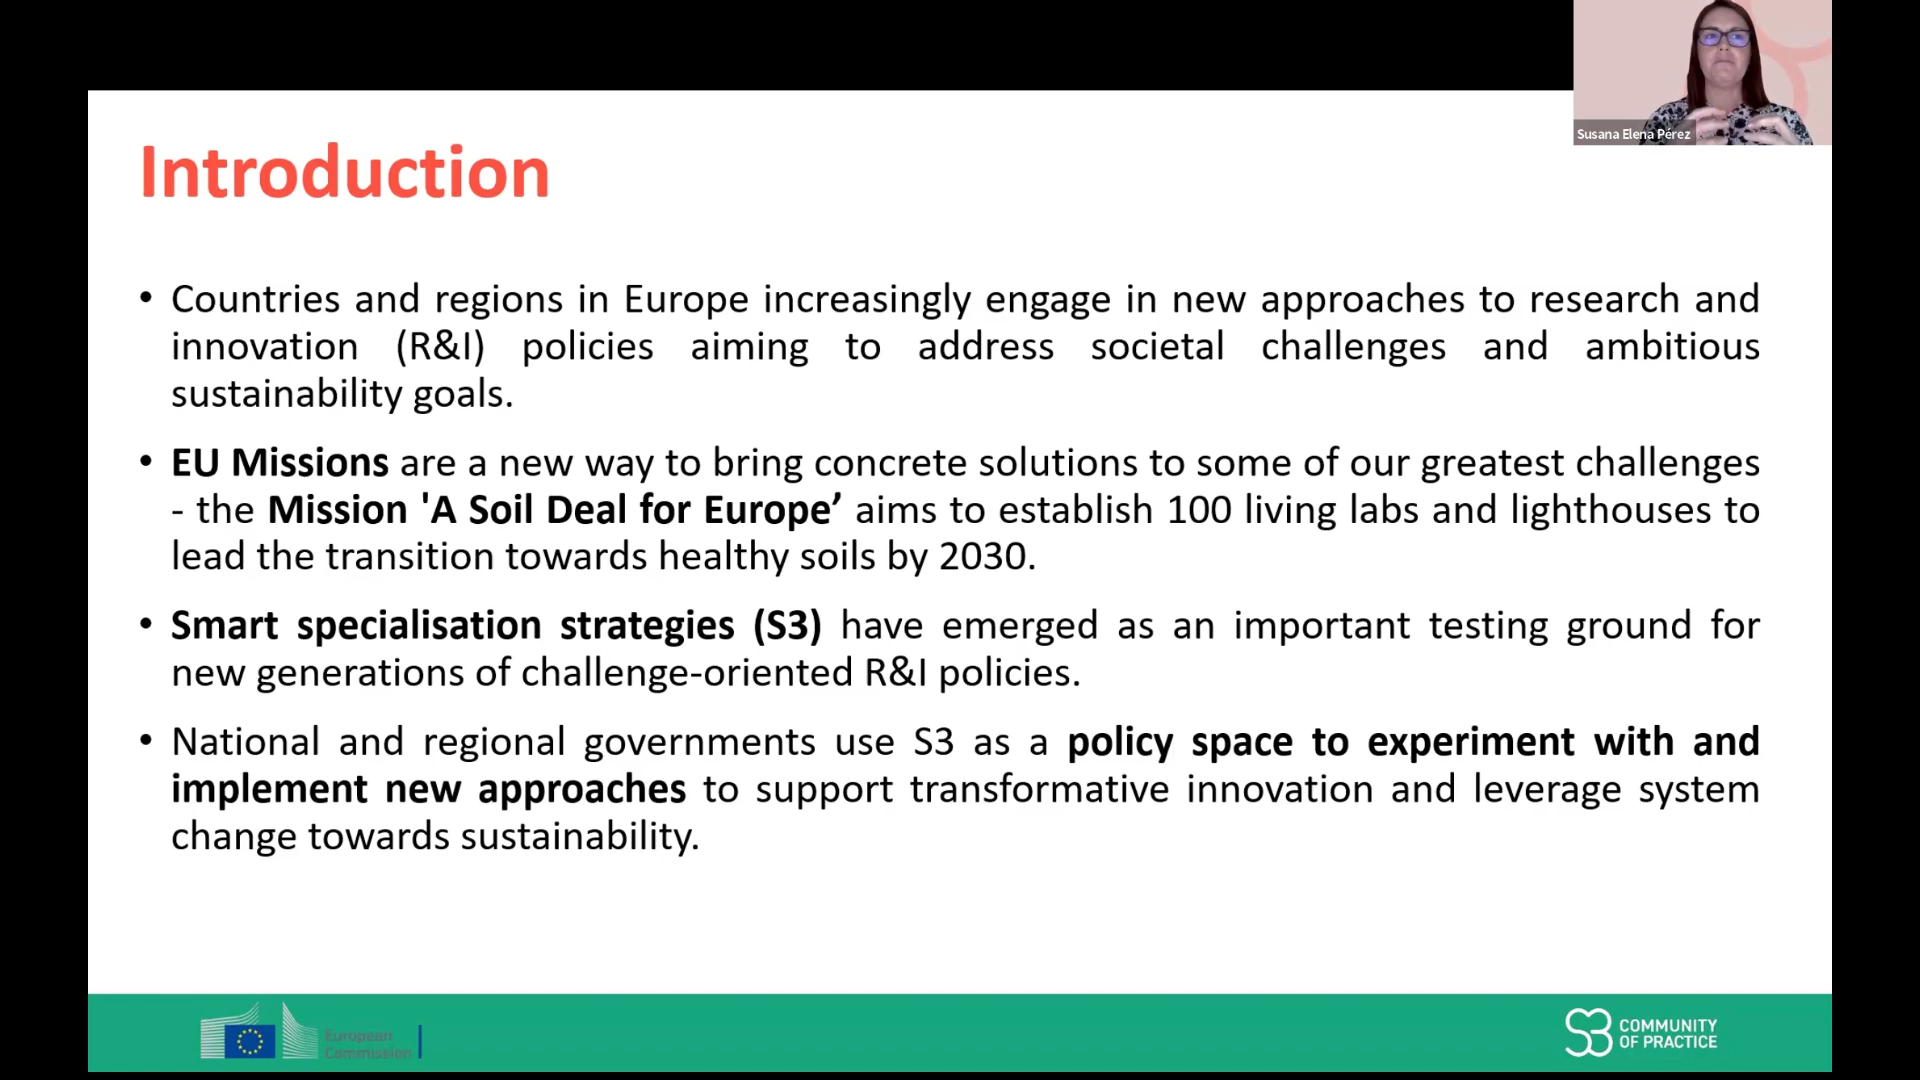 Susana Elena Pérez
Introduction
• Countries and regions in Europe increasingly engage in new approaches to research and
innovation (R&I) policies aiming to address societal challenges and ambitious
sustainability goals.
• EU Missions are a new way to bring concrete solutions to some of our greatest challenges
- the Mission 'A Soil Deal for Europe’ aims to establish 100 living labs and lighthouses to
lead the transition towards healthy soils by 2030.
• Smart specialisation strategies (S3) have emerged as an important testing ground for
new generations of challenge-oriented R&I policies.
• National and regional governments use S3 as a policy space to experiment with and
implement new approaches to support transformative innovation and leverage system
change towards sustainability.
European
Commission
S3 COMMUNITY
OF PRACTICE